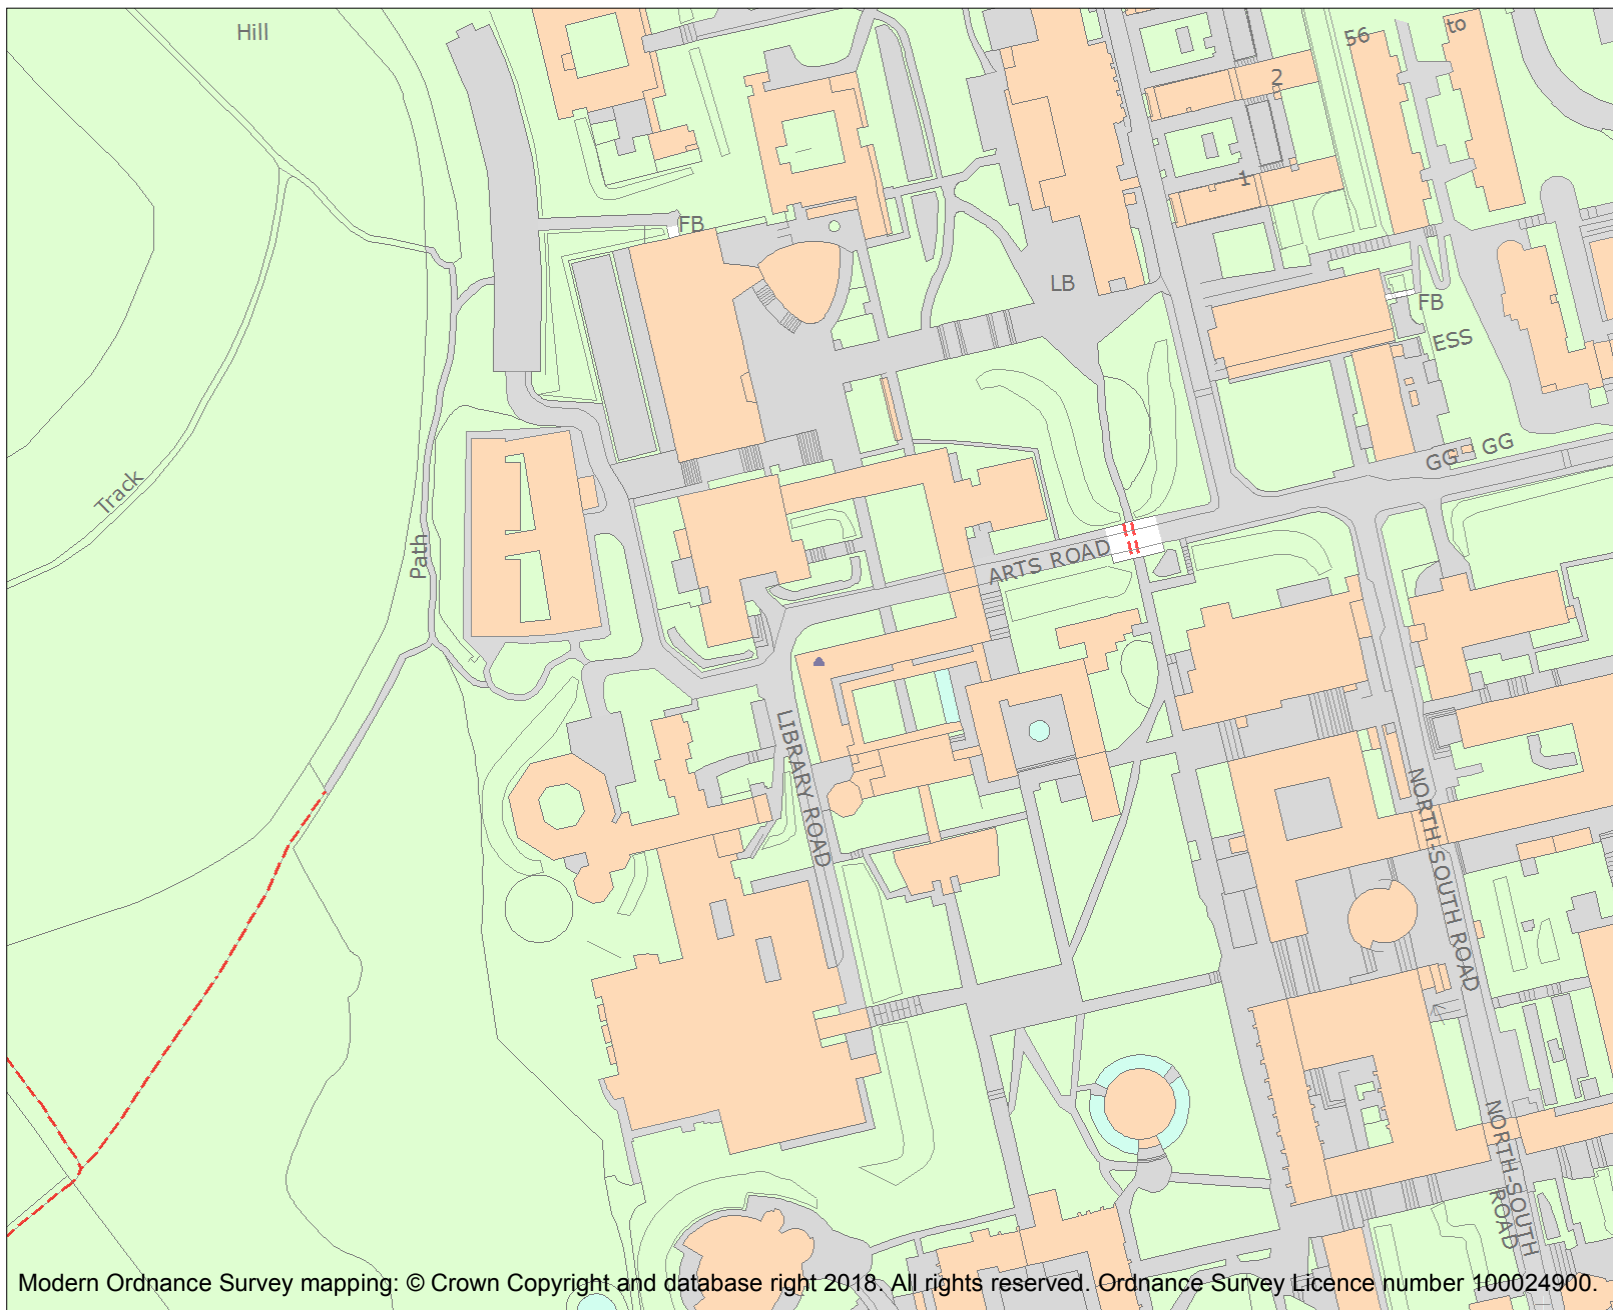 Hill
56
to
2
1
FB
LB
FB
ESS
GG
GG
Track
Path
ARTS ROAD
LIBRARY ROAD
NORTH-SOUTH ROAD
NORTH-SOUTH
ROAD
Modern Ordnance Survey mapping: © Crown Copyright and database right 2018. All rights reserved. Ordnance Survey Licence number 100024900.